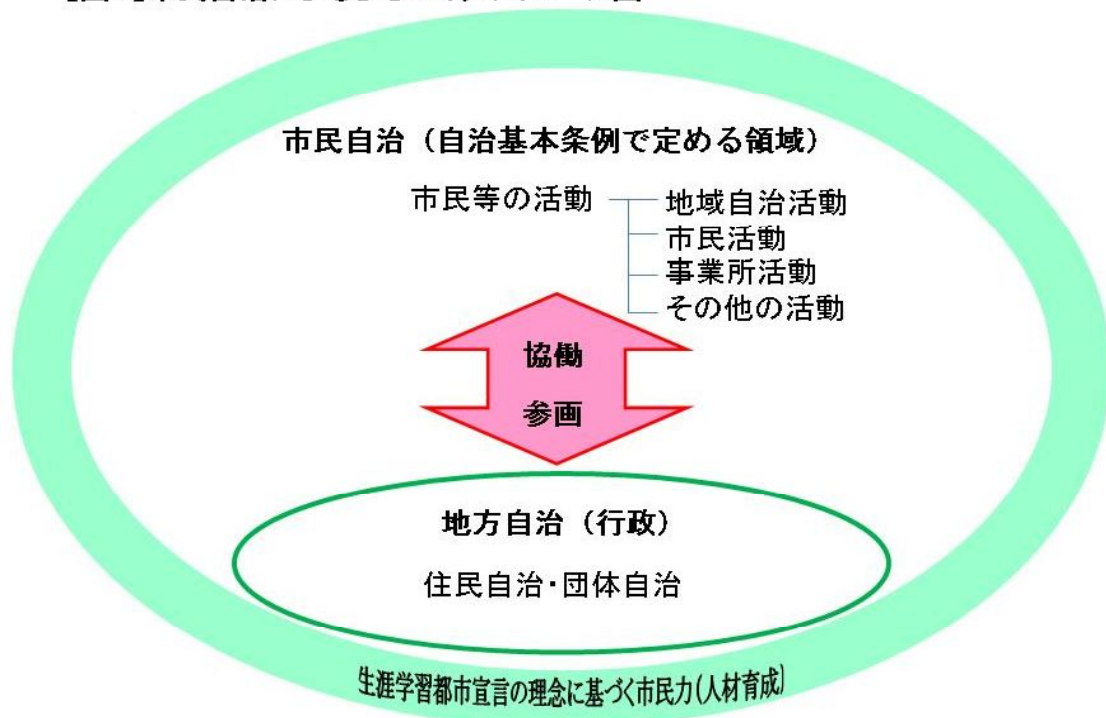 市民自治（自治基本条例で定める領域）
市民等の活動
地域自治活動
市民活動
事業所活動
その他の活動
協働
参画
地方自治（行政）
住民自治・団体自治
生涯学習都市宣言の理念に基づく市民力(人材育成)